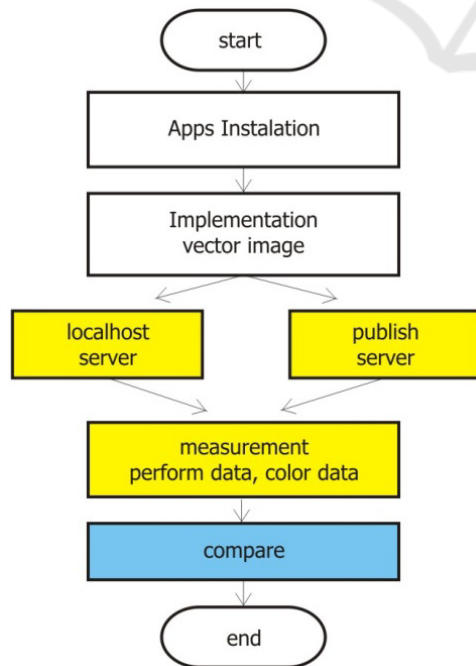 start
Apps Instalation
Implementation
vector image
localhost
server
publish
server
measurement
perform data, color data
compare
end